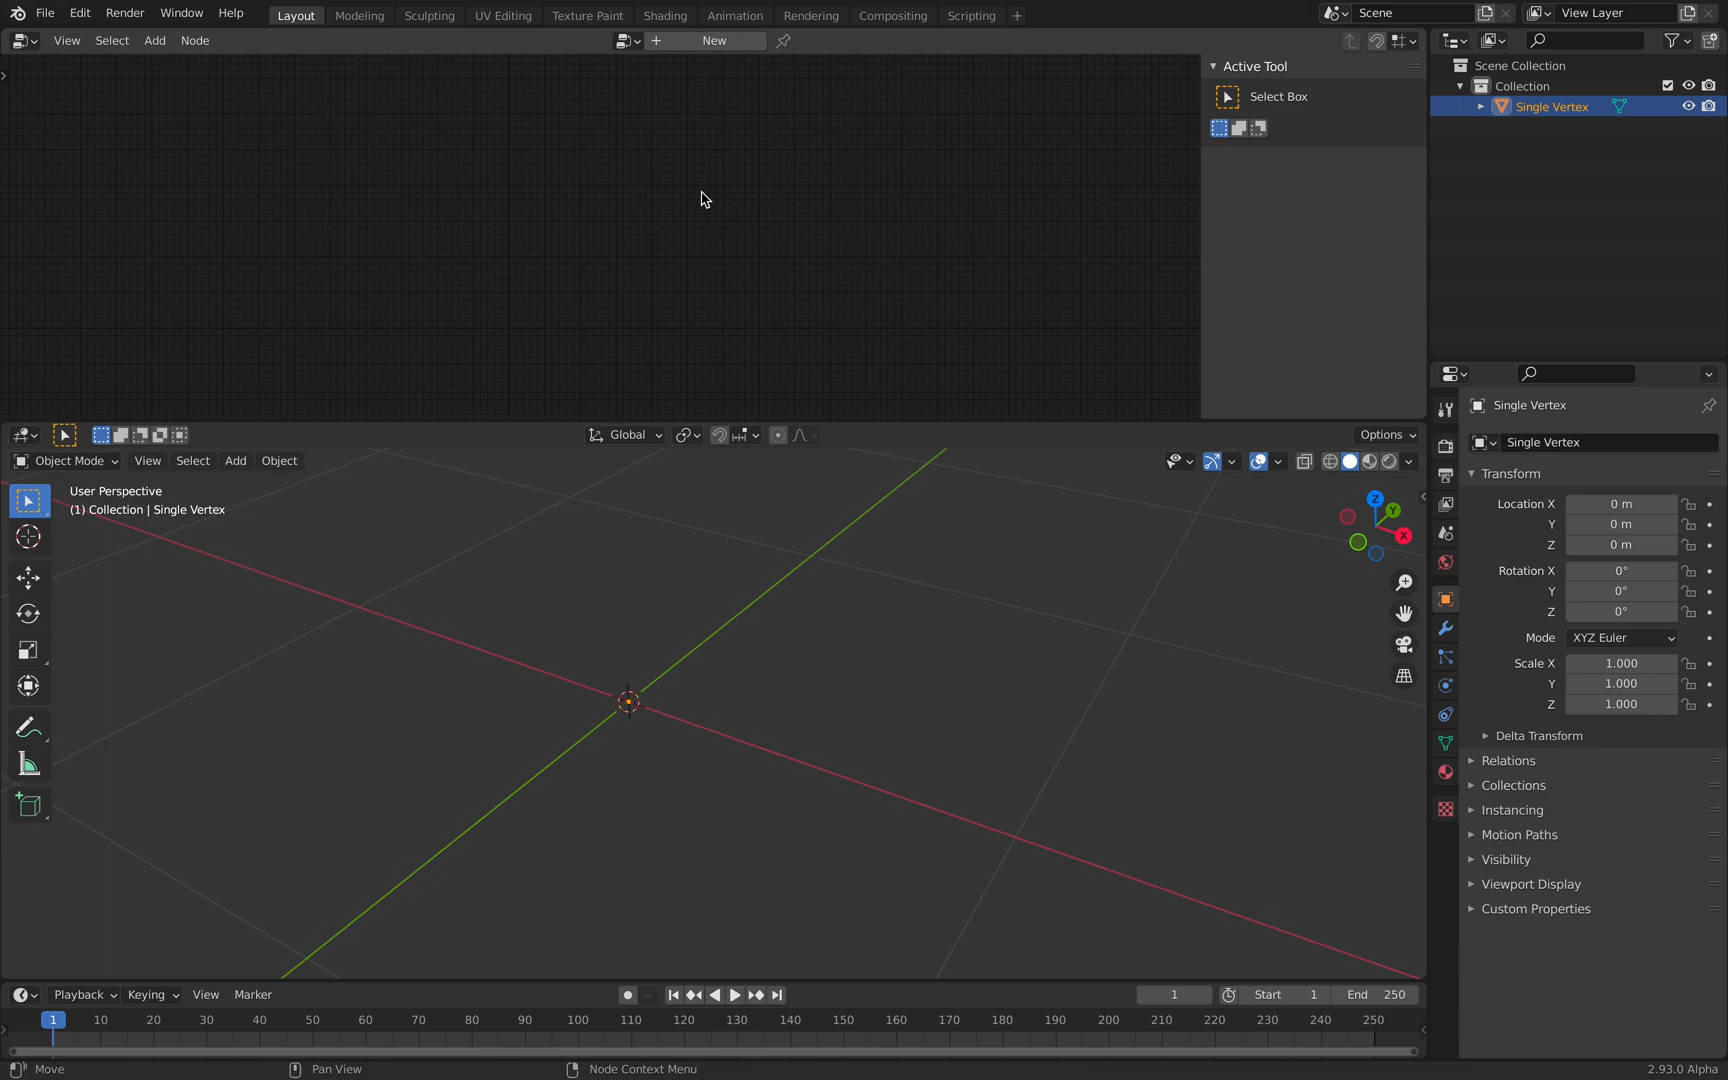 File Edit Render Window Help Layout Modeling Sculpting UV Editing Texture Paint Shading Animation Rendering Compositing Scripting + Scene View Layer
View Select Add Node + New
Active Tool
Select Box
Scene Collection
Collection
Single Vertex
Global Options
Object Mode View Select Add Object
User Perspective
(1) Collection | Single Vertex
Z
Y
X
Single Vertex
Single Vertex
Transform
Location X 0 m
Y 0 m
Z 0 m
Rotation X 0°
Y 0°
Z 0°
Mode XYZ Euler
Scale X 1.000
Y 1.000
Z 1.000
Delta Transform
Relations
Collections
Instancing
Motion Paths
Visibility
Viewport Display
Custom Properties
Playback Keying View Marker 1 Start 1 End 250
1 10 20 30 40 50 60 70 80 90 100 110 120 130 140 150 160 170 180 190 200 210 220 230 240 250
Move Pan View Node Context Menu 2.93.0 Alpha